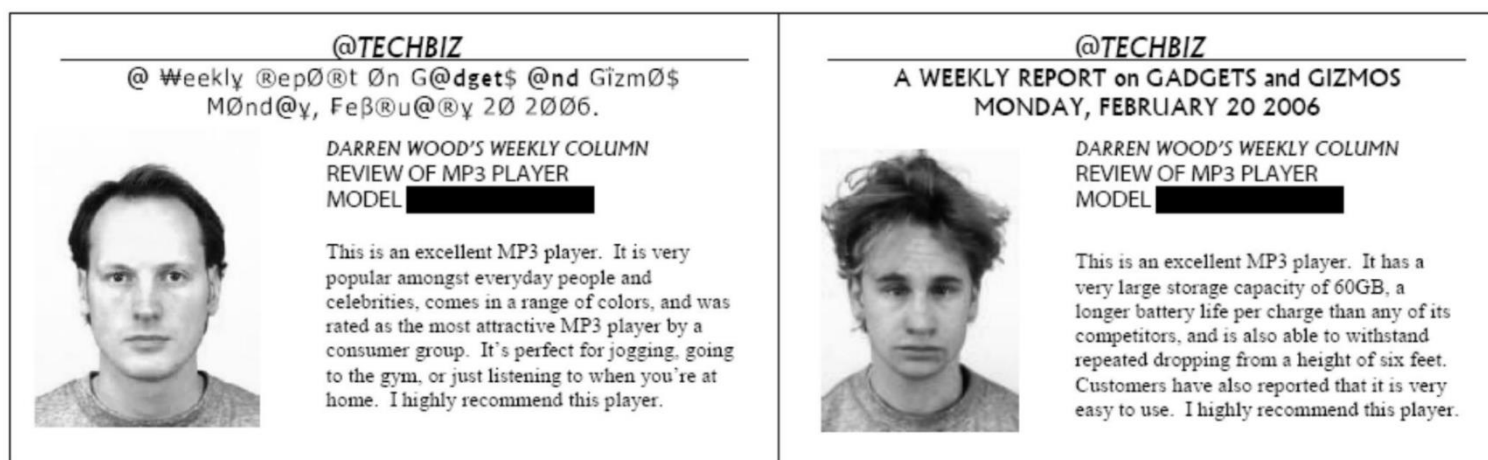 @TECHBIZ
@ ₩eekl¥ ®epØ®t Øn G@dget$ @nd GîzmØ$
MØnd@¥, ₣eβ®u@®¥ 2Ø 2ØØ6.
DARREN WOOD'S WEEKLY COLUMN
REVIEW OF MP3 PLAYER
MODEL
This is an excellent MP3 player. It is very
popular amongst everyday people and
celebrities, comes in a range of colors, and was
rated as the most attractive MP3 player by a
consumer group. It's perfect for jogging, going
to the gym, or just listening to when you're at
home. I highly recommend this player.
@TECHBIZ
A WEEKLY REPORT on GADGETS and GIZMOS
MONDAY, FEBRUARY 20 2006
DARREN WOOD'S WEEKLY COLUMN
REVIEW OF MP3 PLAYER
MODEL
This is an excellent MP3 player. It has a
very large storage capacity of 60GB, a
longer battery life per charge than any of its
competitors, and is also able to withstand
repeated dropping from a height of six feet.
Customers have also reported that it is very
easy to use. I highly recommend this player.